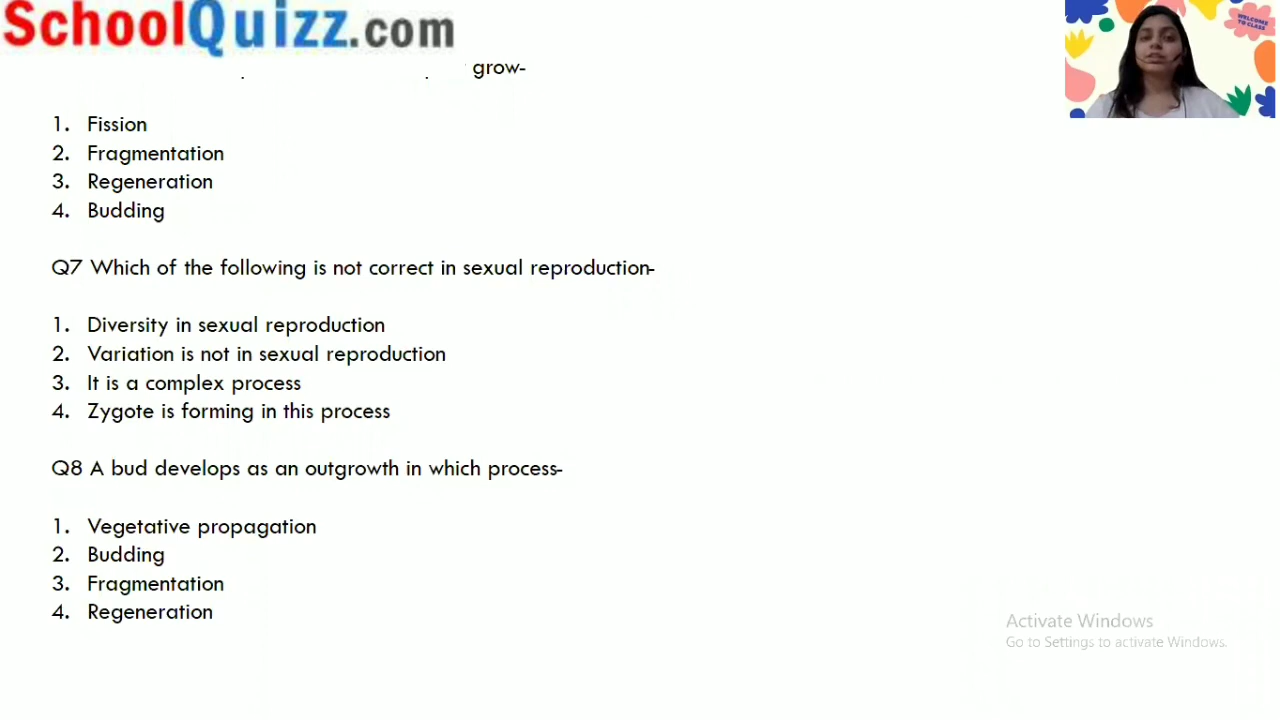 SchoolQuizz.com
WELCOME
TO CLASS
grow-
1. Fission
2. Fragmentation
3. Regeneration
4. Budding
Q7 Which of the following is not correct in sexual reproduction-
1. Diversity in sexual reproduction
2. Variation is not in sexual reproduction
3. It is a complex process
4. Zygote is forming in this process
Q8 A bud develops as an outgrowth in which process-
1. Vegetative propagation
2. Budding
3. Fragmentation
4. Regeneration
Activate Windows
Go to Settings to activate Windows.